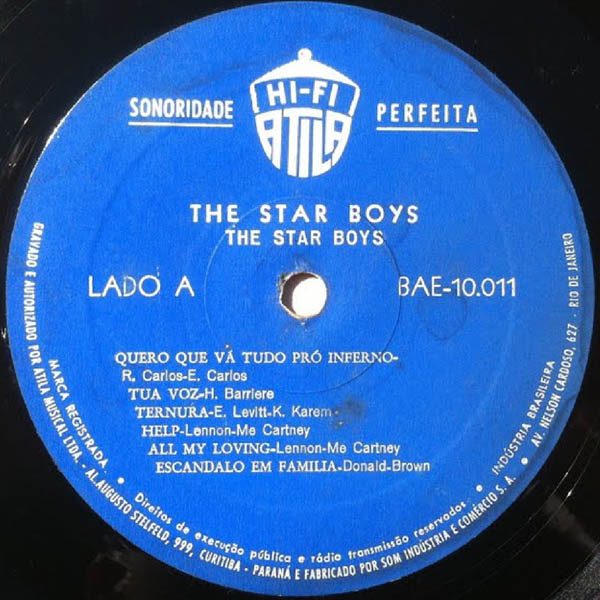 HI-FI
ATILA
SONORIDADE PERFEITA
THE STAR BOYS
THE STAR BOYS
LADO A BAE-10.011
QUERO QUE VÁ TUDO PRÓ INFERNO-
R. Carlos-E. Carlos
TUA VOZ-H. Barriere
TERNURA-E. Levitt-K. Karem
HELP-Lennon-Me Cartney
ALL MY LOVING-Lennon-Me Cartney
ESCANDALO EM FAMILIA-Donald-Brown
MARCA REGISTRADA. Direitos de execução pública e rádio transmissão reservados. INDÚSTRIA BRASILEIRA
GRAVADO E AUTORIZADO POR ATILA MUSICAL LTDA. - AL. AUGUSTO STELFELD, 999, CURITIBA - PARANÁ E FABRICADO POR SOM INDÚSTRIA E COMÉRCIO S. A. AV. NELSON CARDOSO, 627 - RIO DE JANEIRO